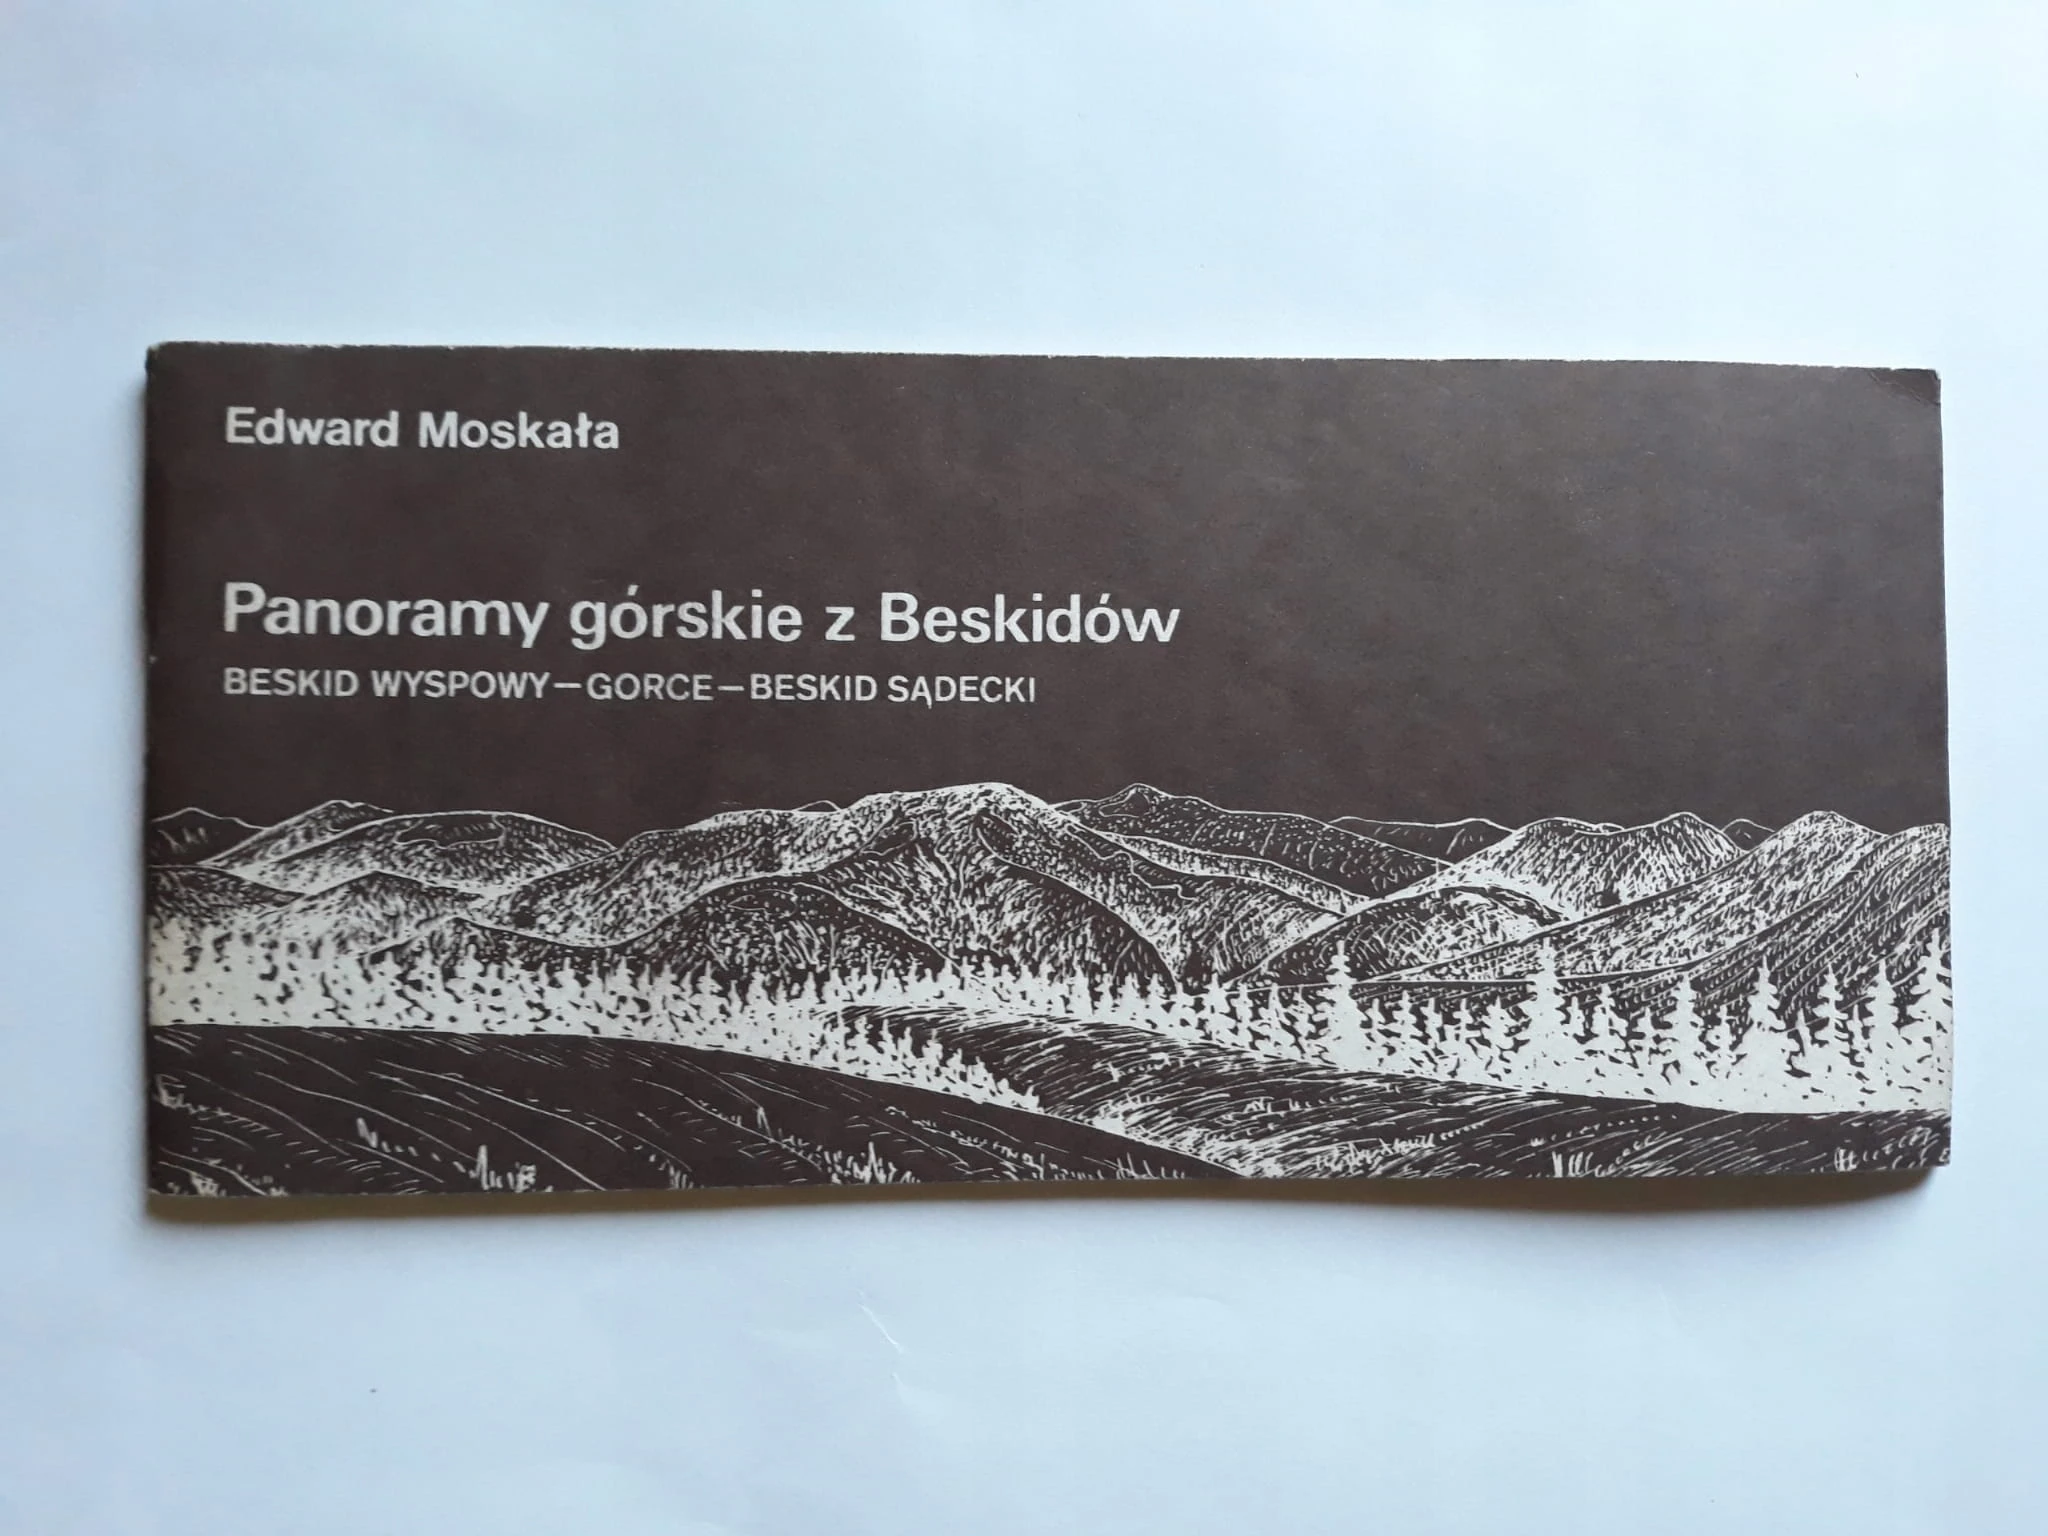 Edward Moskała
Panoramy górskie z Beskidów
BESKID WYSPOWY—GORCE—BESKID SĄDECKI